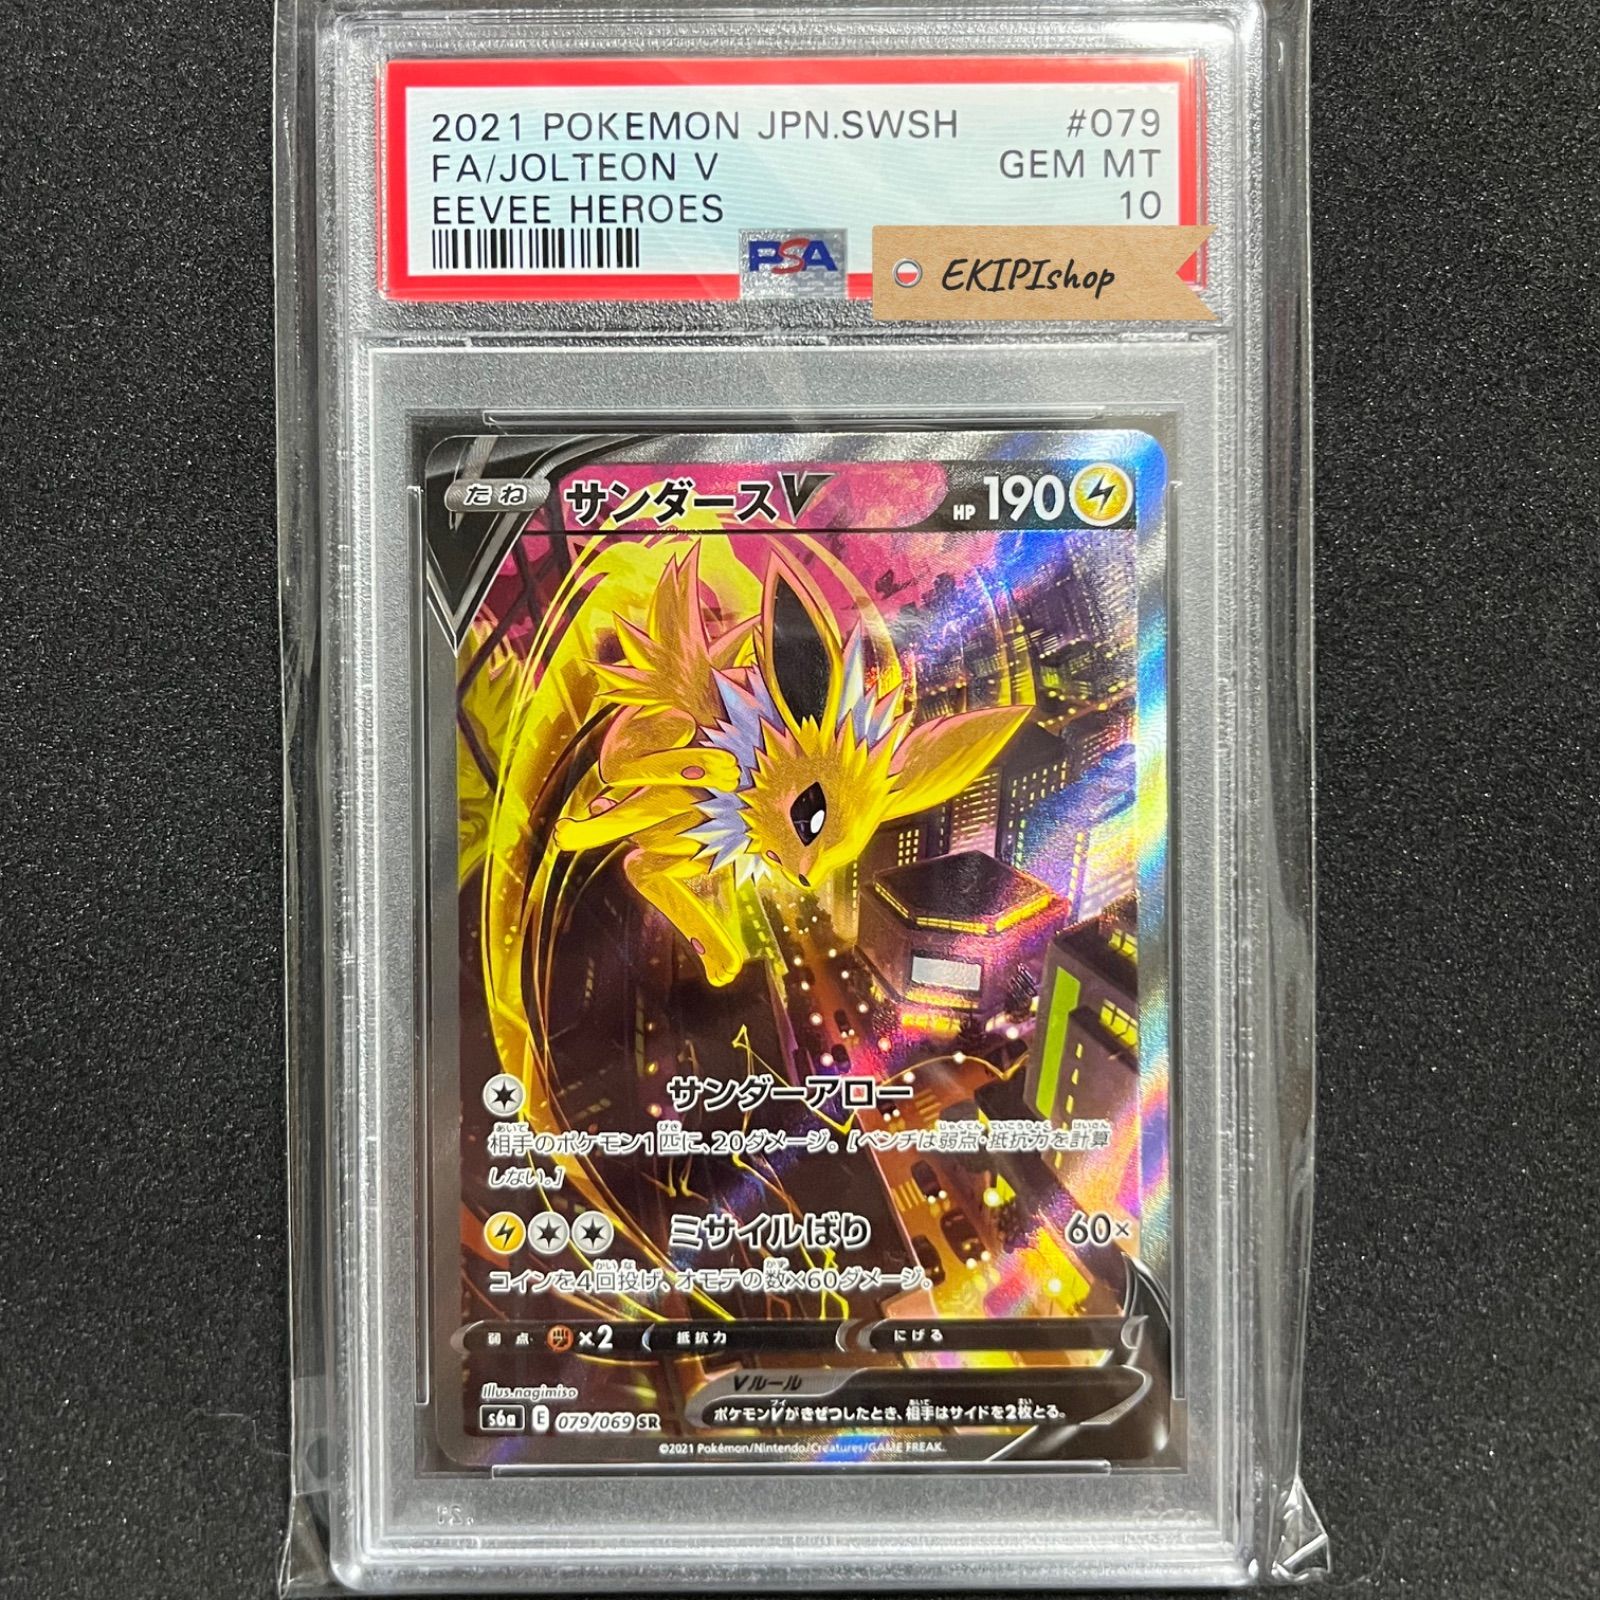 2021 POKEMON JPN.SWSH #079
FA/JOLTEON V GEM MT
EEVEE HEROES 10
PSA
EKIPIshop
たね サンダースV HP 190
サンダーアロー
相手のポケモン1匹に、20ダメージ。[ベンチは弱点・抵抗力を計算
しない。]
ミサイルばり 60×
コインを4回投げ、オモテの数×60ダメージ。
弱点 ×2 抵抗力 にげる
Illus.nagimiso
Vルール
ポケモンVがきぜつしたとき、相手はサイドを2枚とる。
s6a E 079/069 SR
©2021 Pokémon/Nintendo/Creatures/GAME FREAK.